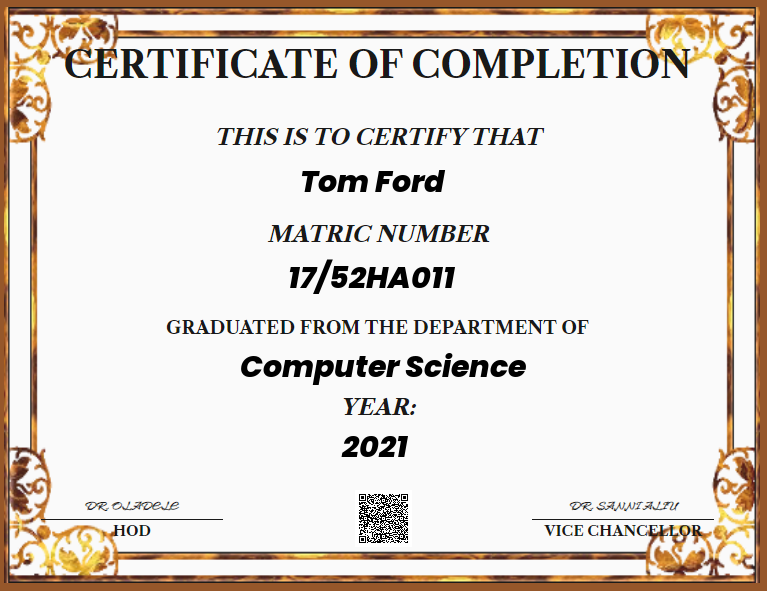 CERTIFICATE OF COMPLETION
THIS IS TO CERTIFY THAT
Tom Ford
MATRIC NUMBER
17/52HA011
GRADUATED FROM THE DEPARTMENT OF
Computer Science
YEAR:
2021
DR. OLADELE
DR. SANNI ALIU
HOD
VICE CHANCELLOR